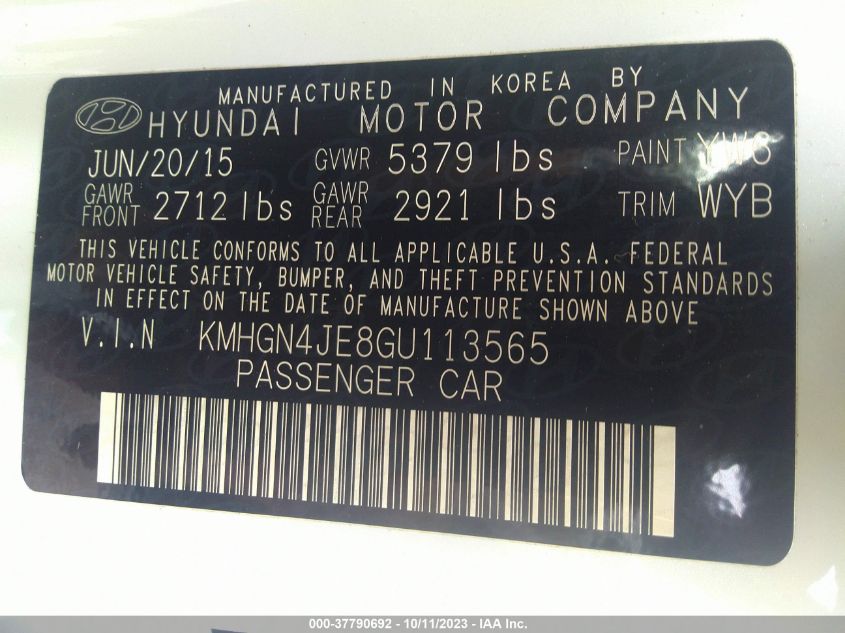 MANUFACTURED IN KOREA BY
HYUNDAI MOTOR COMPANY
JUN/20/15 GVWR 5379 lbs PAINT YW6
GAWR FRONT 2712 lbs GAWR REAR 2921 lbs TRIM WYB
THIS VEHICLE CONFORMS TO ALL APPLICABLE U.S.A. FEDERAL
MOTOR VEHICLE SAFETY, BUMPER, AND THEFT PREVENTION STANDARDS
IN EFFECT ON THE DATE OF MANUFACTURE SHOWN ABOVE
V.I.N KMHGN4JE8GU113565
PASSENGER CAR
000-37790692 - 10/11/2023 - IAA Inc.